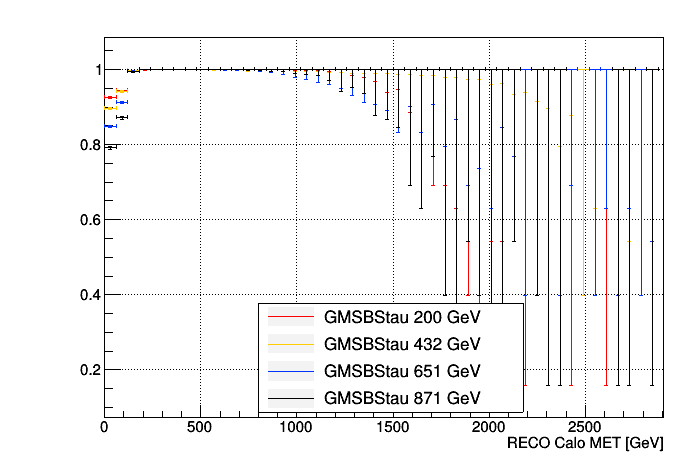 1
0.8
0.6
0.4
0.2
GMSBStau 200 GeV
GMSBStau 432 GeV
GMSBStau 651 GeV
GMSBStau 871 GeV
0 500 1000 1500 2000 2500
RECO Calo MET [GeV]